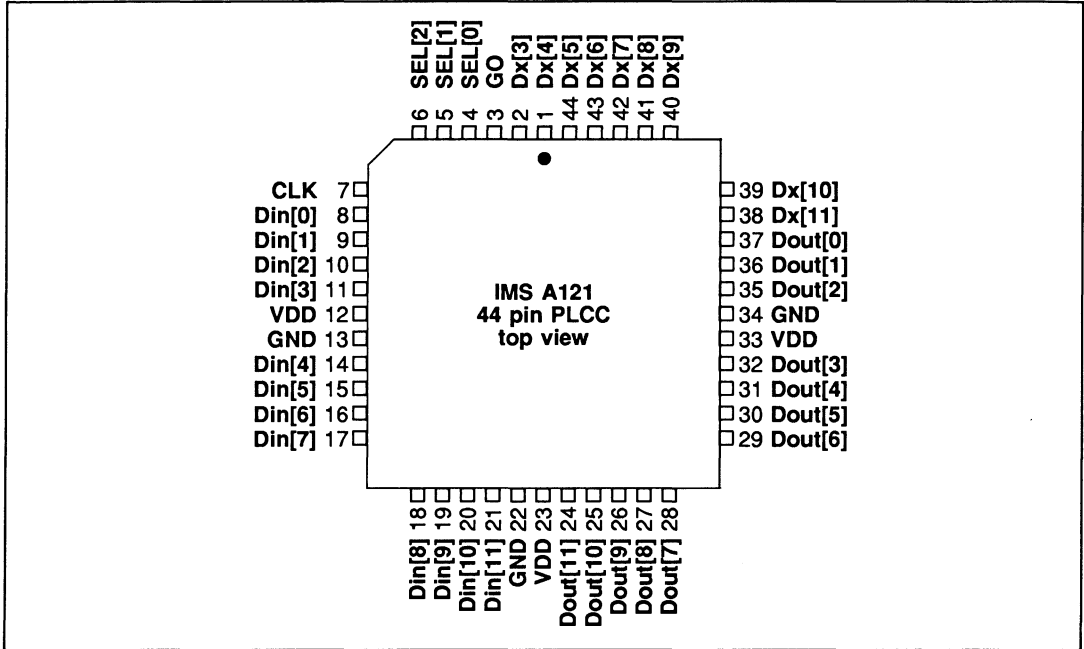 SEL[2] SEL[1] SEL[0] GO Dx[3] Dx[4] Dx[5] Dx[6] Dx[7] Dx[8] Dx[9]
6 5 4 3 2 1 44 43 42 41 40
CLK 7
Din[0] 8
Din[1] 9
Din[2] 10
Din[3] 11
VDD 12
GND 13
Din[4] 14
Din[5] 15
Din[6] 16
Din[7] 17
IMS A121
44 pin PLCC
top view
39 Dx[10]
38 Dx[11]
37 Dout[0]
36 Dout[1]
35 Dout[2]
34 GND
33 VDD
32 Dout[3]
31 Dout[4]
30 Dout[5]
29 Dout[6]
18 19 20 21 22 23 24 25 26 27 28
Din[8] Din[9] Din[10] Din[11] GND VDD Dout[11] Dout[10] Dout[9] Dout[8] Dout[7]